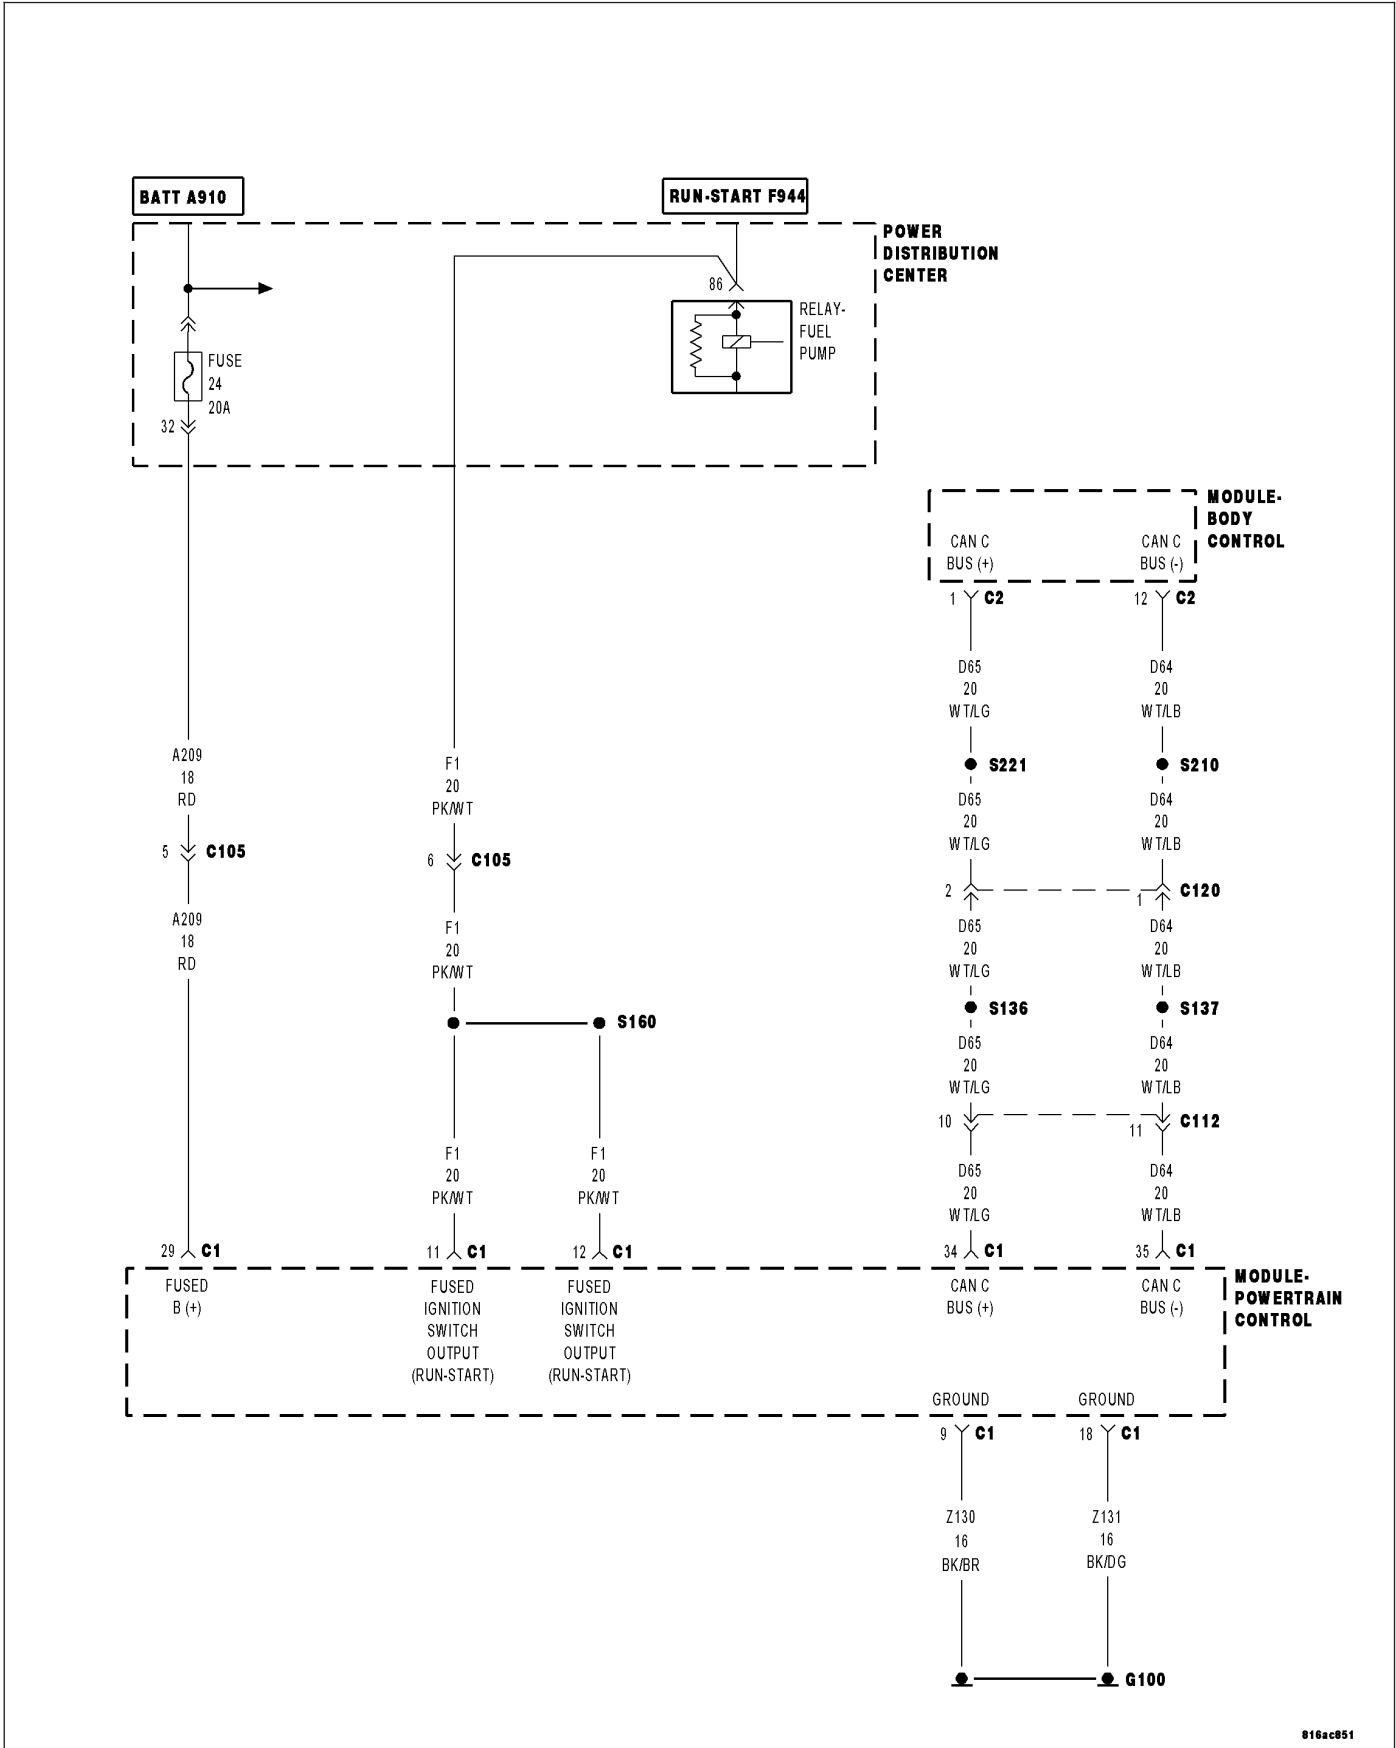 BATT A910
RUN-START F944
POWER
DISTRIBUTION
CENTER
86
RELAY-
FUEL
PUMP
FUSE
24
20A
32
MODULE-
BODY
CONTROL
CAN C
BUS (+)
CAN C
BUS (-)
1
C2
12
C2
D65
20
WT/LG
D64
20
WT/LB
S221
S210
A209
18
RD
F1
20
PK/WT
D65
20
WT/LG
D64
20
WT/LB
5
C105
6
C105
2
1
C120
A209
18
RD
F1
20
PK/WT
D65
20
WT/LG
D64
20
WT/LB
S136
S137
S160
D65
20
WT/LG
D64
20
WT/LB
10
11
C112
F1
20
PK/WT
F1
20
PK/WT
D65
20
WT/LG
D64
20
WT/LB
29
C1
11
C1
12
C1
34
C1
35
C1
MODULE-
POWERTRAIN
CONTROL
FUSED
B (+)
FUSED
IGNITION
SWITCH
OUTPUT
(RUN-START)
FUSED
IGNITION
SWITCH
OUTPUT
(RUN-START)
CAN C
BUS (+)
CAN C
BUS (-)
GROUND
GROUND
9
C1
18
C1
Z130
16
BK/BR
Z131
16
BK/DG
G100
816ac851